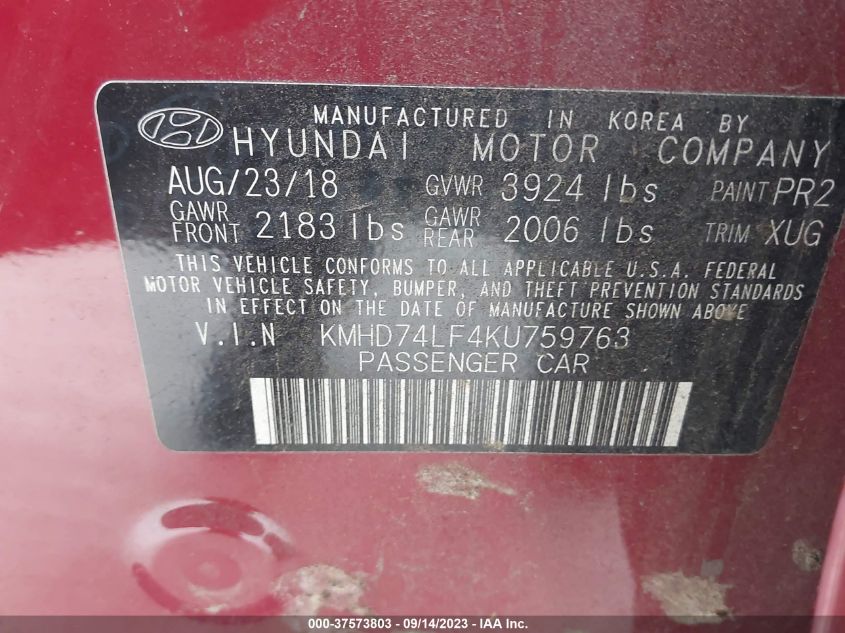 MANUFACTURED IN KOREA BY
HYUNDAI MOTOR COMPANY
AUG/23/18 GVWR 3924 lbs PAINT PR2
GAWR FRONT 2183 lbs GAWR REAR 2006 lbs TRIM XUG
THIS VEHICLE CONFORMS TO ALL APPLICABLE U.S.A. FEDERAL
MOTOR VEHICLE SAFETY, BUMPER, AND THEFT PREVENTION STANDARDS
IN EFFECT ON THE DATE OF MANUFACTURE SHOWN ABOVE
V.I.N KMHD74LF4KU759763
PASSENGER CAR
000-37573803 - 09/14/2023 - IAA Inc.